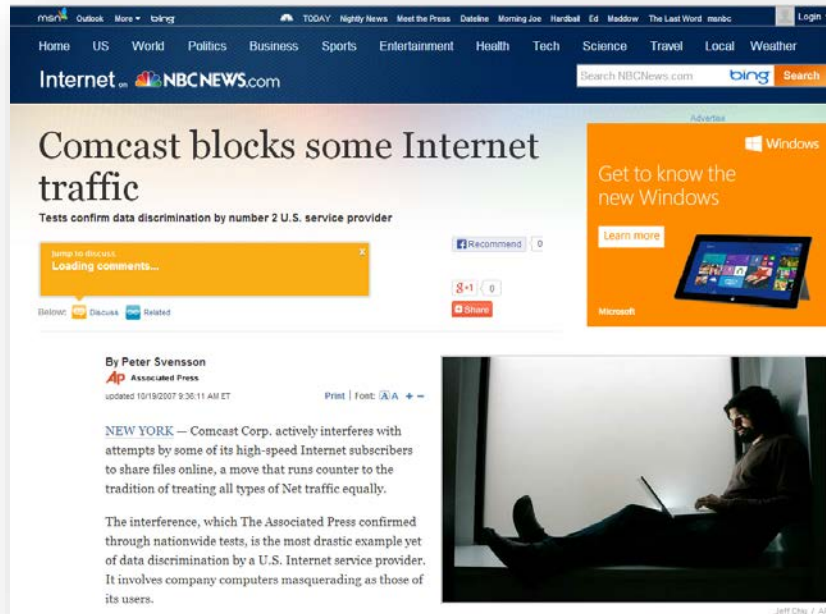 msn Outlook More bing TODAY Nightly News Meet the Press Dateline Morning Joe Hardball Ed Maddow The Last Word msnbc Login
Home US World Politics Business Sports Entertainment Health Tech Science Travel Local Weather
Internet on NBCNEWS.com
Search NBCNews.com bing Search
Advertise
Comcast blocks some Internet
traffic
Tests confirm data discrimination by number 2 U.S. service provider
Jump to discuss x
Loading comments...
Below: Discuss Related
Recommend 0
g+1 0
Share
Windows
Get to know the
new Windows
Learn more
Microsoft
By Peter Svensson
AP Associated Press
updated 10/19/2007 9:36:11 AM ET
Print | Font: A A + –
NEW YORK — Comcast Corp. actively interferes with
attempts by some of its high-speed Internet subscribers
to share files online, a move that runs counter to the
tradition of treating all types of Net traffic equally.
The interference, which The Associated Press confirmed
through nationwide tests, is the most drastic example yet
of data discrimination by a U.S. Internet service provider.
It involves company computers masquerading as those of
its users.
Jeff Chiu / AP